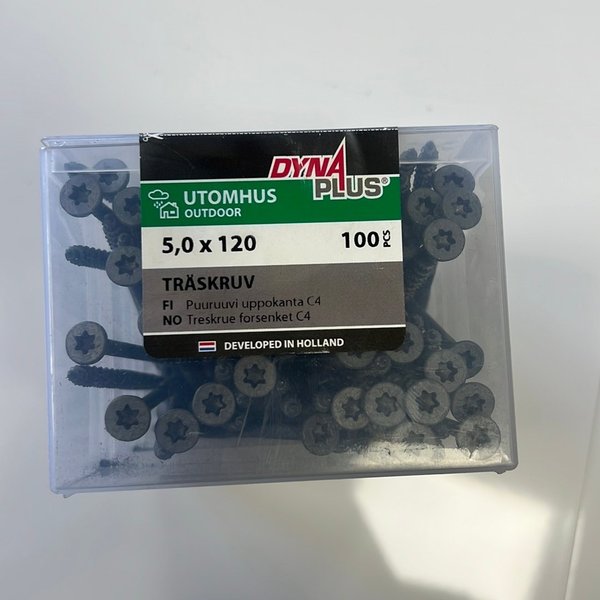 DYNA
PLUS®
UTOMHUS
OUTDOOR
5,0 x 120 100 PCS
TRÄSKRUV
FI Puuruuvi uppokanta C4
NO Treskrue forsenket C4
DEVELOPED IN HOLLAND